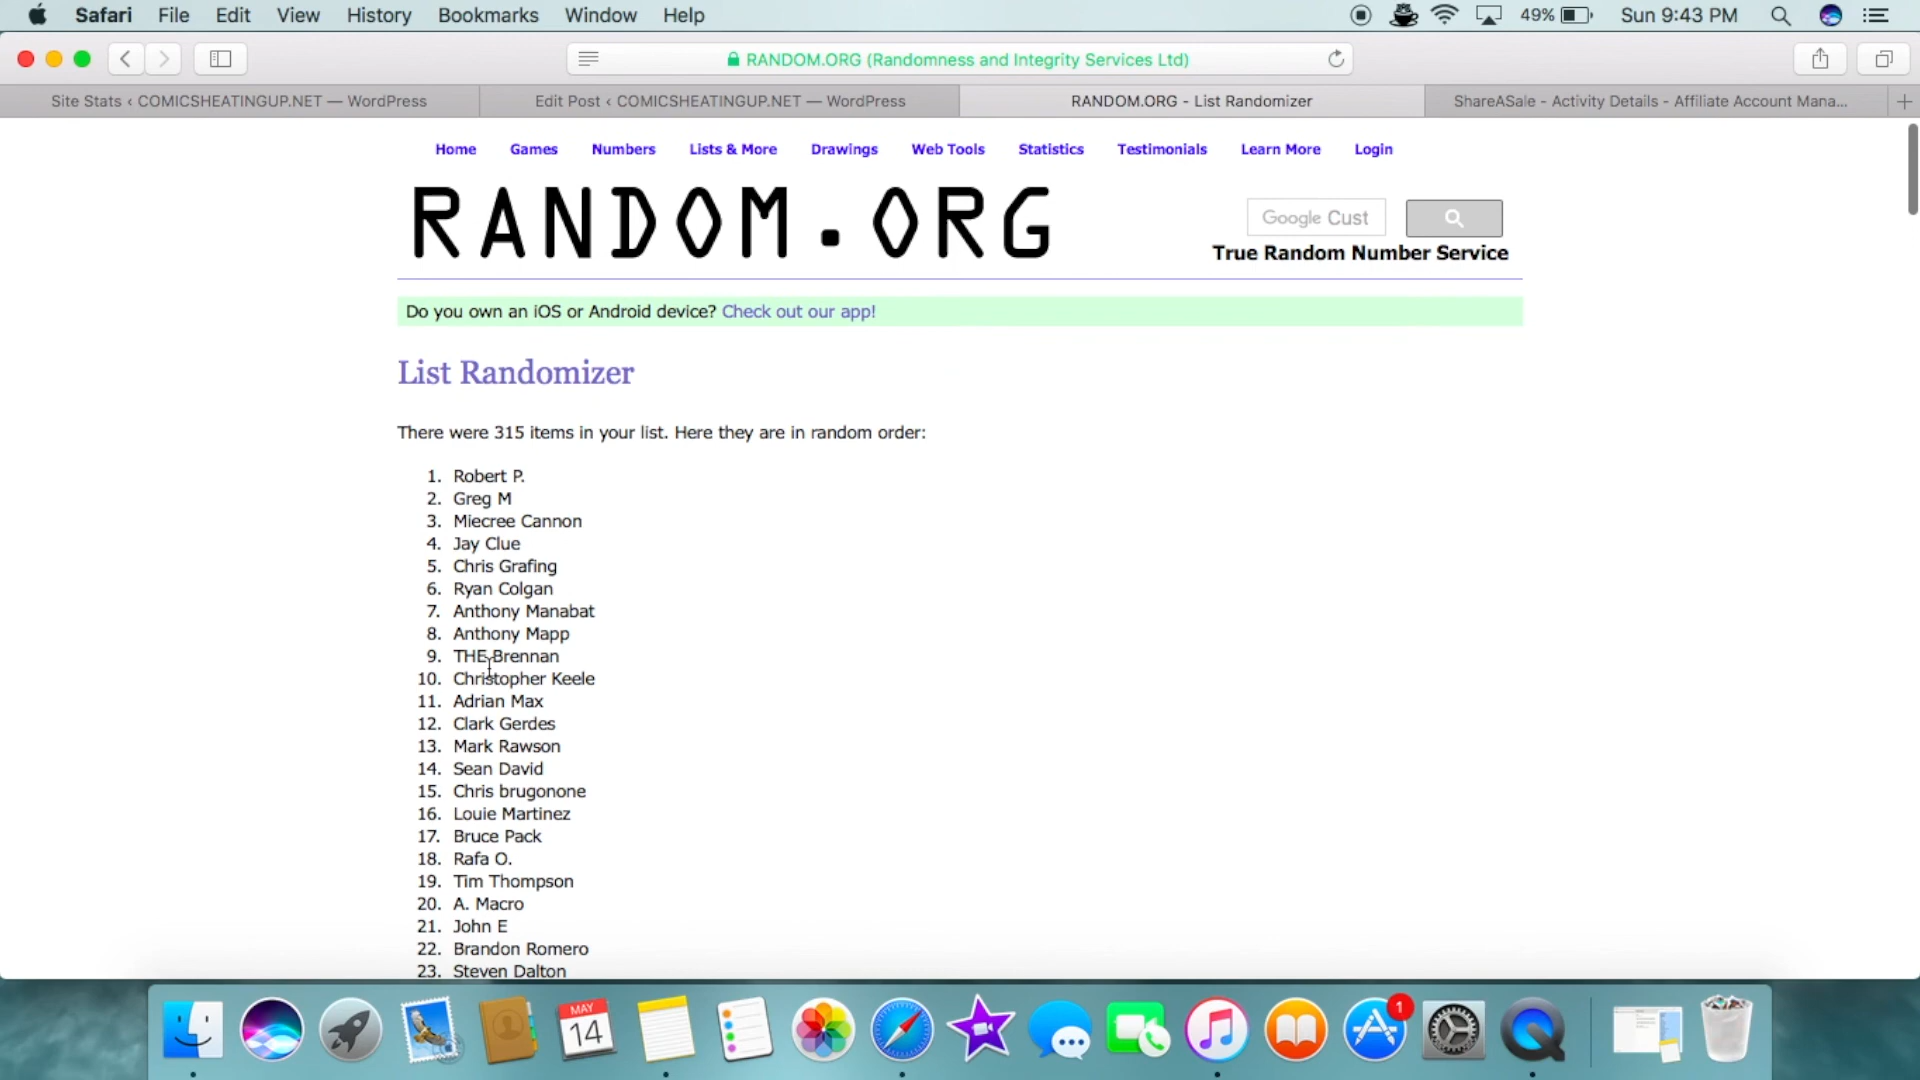 Safari File Edit View History Bookmarks Window Help 49% Sun 9:43 PM
RANDOM.ORG (Randomness and Integrity Services Ltd)
Site Stats ‹ COMICSHEATINGUP.NET — WordPress
Edit Post ‹ COMICSHEATINGUP.NET — WordPress
RANDOM.ORG - List Randomizer
ShareASale - Activity Details - Affiliate Account Mana...
Home Games Numbers Lists & More Drawings Web Tools Statistics Testimonials Learn More Login
RANDOM.ORG
Google Cust
True Random Number Service
Do you own an iOS or Android device? Check out our app!
List Randomizer
There were 315 items in your list. Here they are in random order:
1. Robert P.
2. Greg M
3. Miecree Cannon
4. Jay Clue
5. Chris Grafing
6. Ryan Colgan
7. Anthony Manabat
8. Anthony Mapp
9. THE Brennan
10. Christopher Keele
11. Adrian Max
12. Clark Gerdes
13. Mark Rawson
14. Sean David
15. Chris brugonone
16. Louie Martinez
17. Bruce Pack
18. Rafa O.
19. Tim Thompson
20. A. Macro
21. John E
22. Brandon Romero
23. Steven Dalton
MAY
14
1